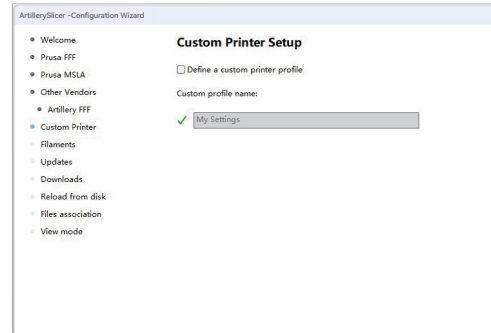 ArtillerySlicer -Configuration Wizard
Welcome
Prusa FFF
Prusa MSLA
Other Vendors
Artillery FFF
Custom Printer
Filaments
Updates
Downloads
Reload from disk
Files association
View mode
Custom Printer Setup
Define a custom printer profile
Custom profile name:
My Settings